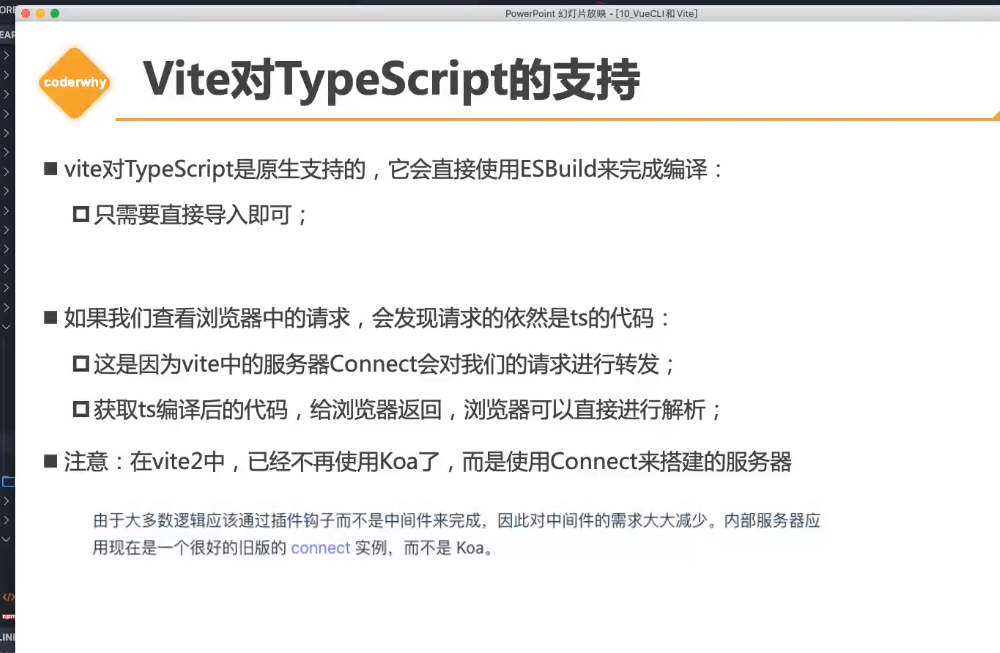 PowerPoint 幻灯片放映 - [10_VueCLI和Vite]
coderwhy
Vite对TypeScript的支持
vite对TypeScript是原生支持的，它会直接使用ESBuild来完成编译：
只需要直接导入即可；
如果我们查看浏览器中的请求，会发现请求的依然是ts的代码：
这是因为vite中的服务器Connect会对我们的请求进行转发；
获取ts编译后的代码，给浏览器返回，浏览器可以直接进行解析；
注意：在vite2中，已经不再使用Koa了，而是使用Connect来搭建的服务器
由于大多数逻辑应该通过插件钩子而不是中间件来完成，因此对中间件的需求大大减少。内部服务器应
用现在是一个很好的旧版的 connect 实例，而不是 Koa。